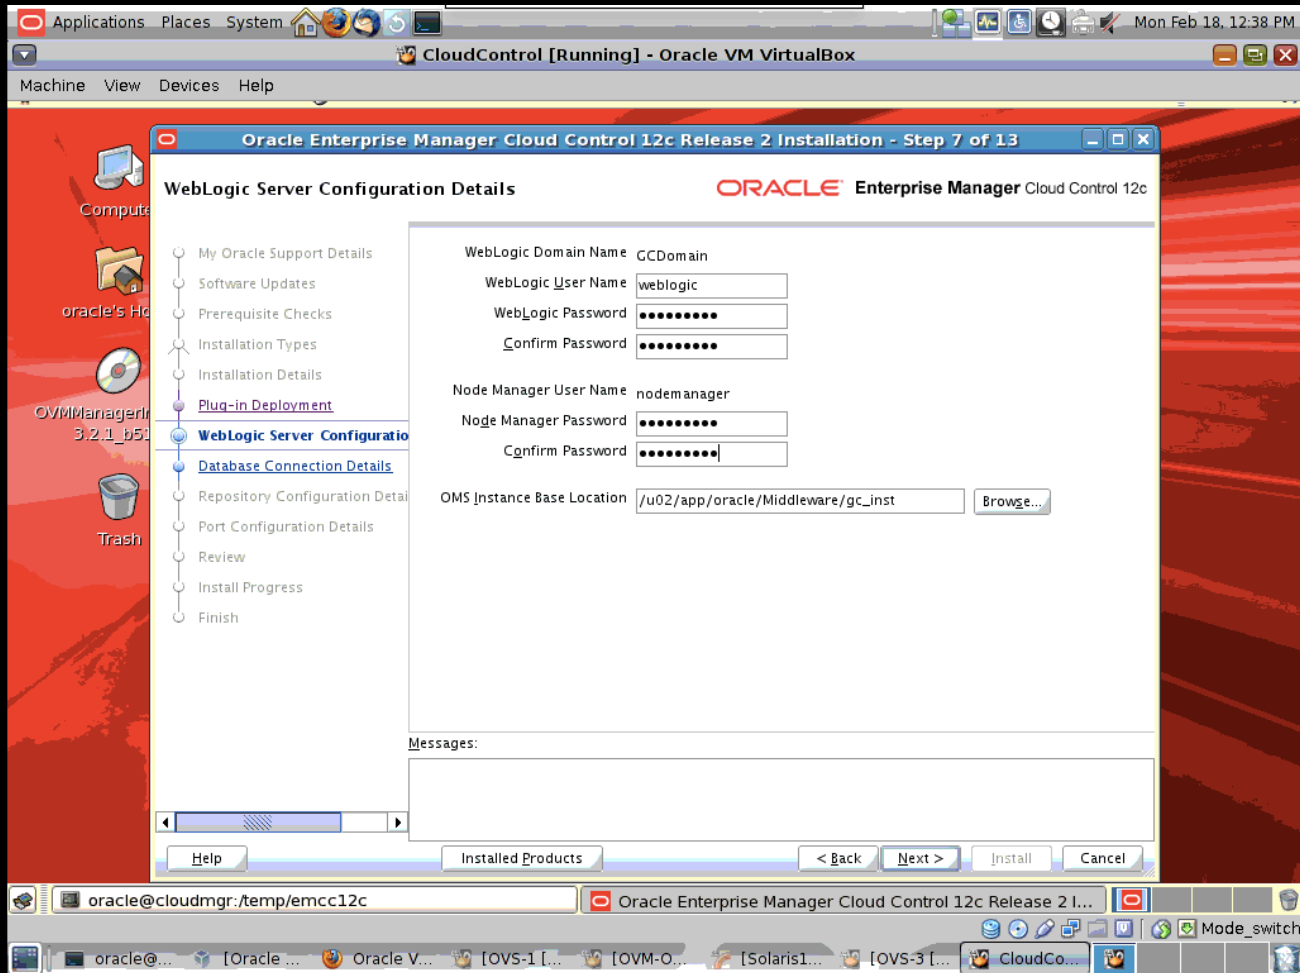 Applications Places System Mon Feb 18, 12:38 PM
CloudControl [Running] - Oracle VM VirtualBox
Machine View Devices Help
Oracle Enterprise Manager Cloud Control 12c Release 2 Installation - Step 7 of 13
WebLogic Server Configuration Details
ORACLE Enterprise Manager Cloud Control 12c
Compute
oracle's Ho
OVMManagerIn
3.2.1_b51
Trash
My Oracle Support Details
Software Updates
Prerequisite Checks
Installation Types
Installation Details
Plug-in Deployment
WebLogic Server Configuratio
Database Connection Details
Repository Configuration Detai
Port Configuration Details
Review
Install Progress
Finish
WebLogic Domain Name GCDomain
WebLogic User Name weblogic
WebLogic Password •••••••••
Confirm Password •••••••••
Node Manager User Name nodemanager
Node Manager Password •••••••••
Confirm Password •••••••••
OMS Instance Base Location /u02/app/oracle/Middleware/gc_inst Browse...
Messages:
Help Installed Products < Back Next > Install Cancel
oracle@cloudmgr:/temp/emcc12c Oracle Enterprise Manager Cloud Control 12c Release 2 I...
Mode_switch
oracle@... [Oracle ... Oracle V... [OVS-1 [... [OVM-O... [Solaris1... [OVS-3 [... CloudCo...